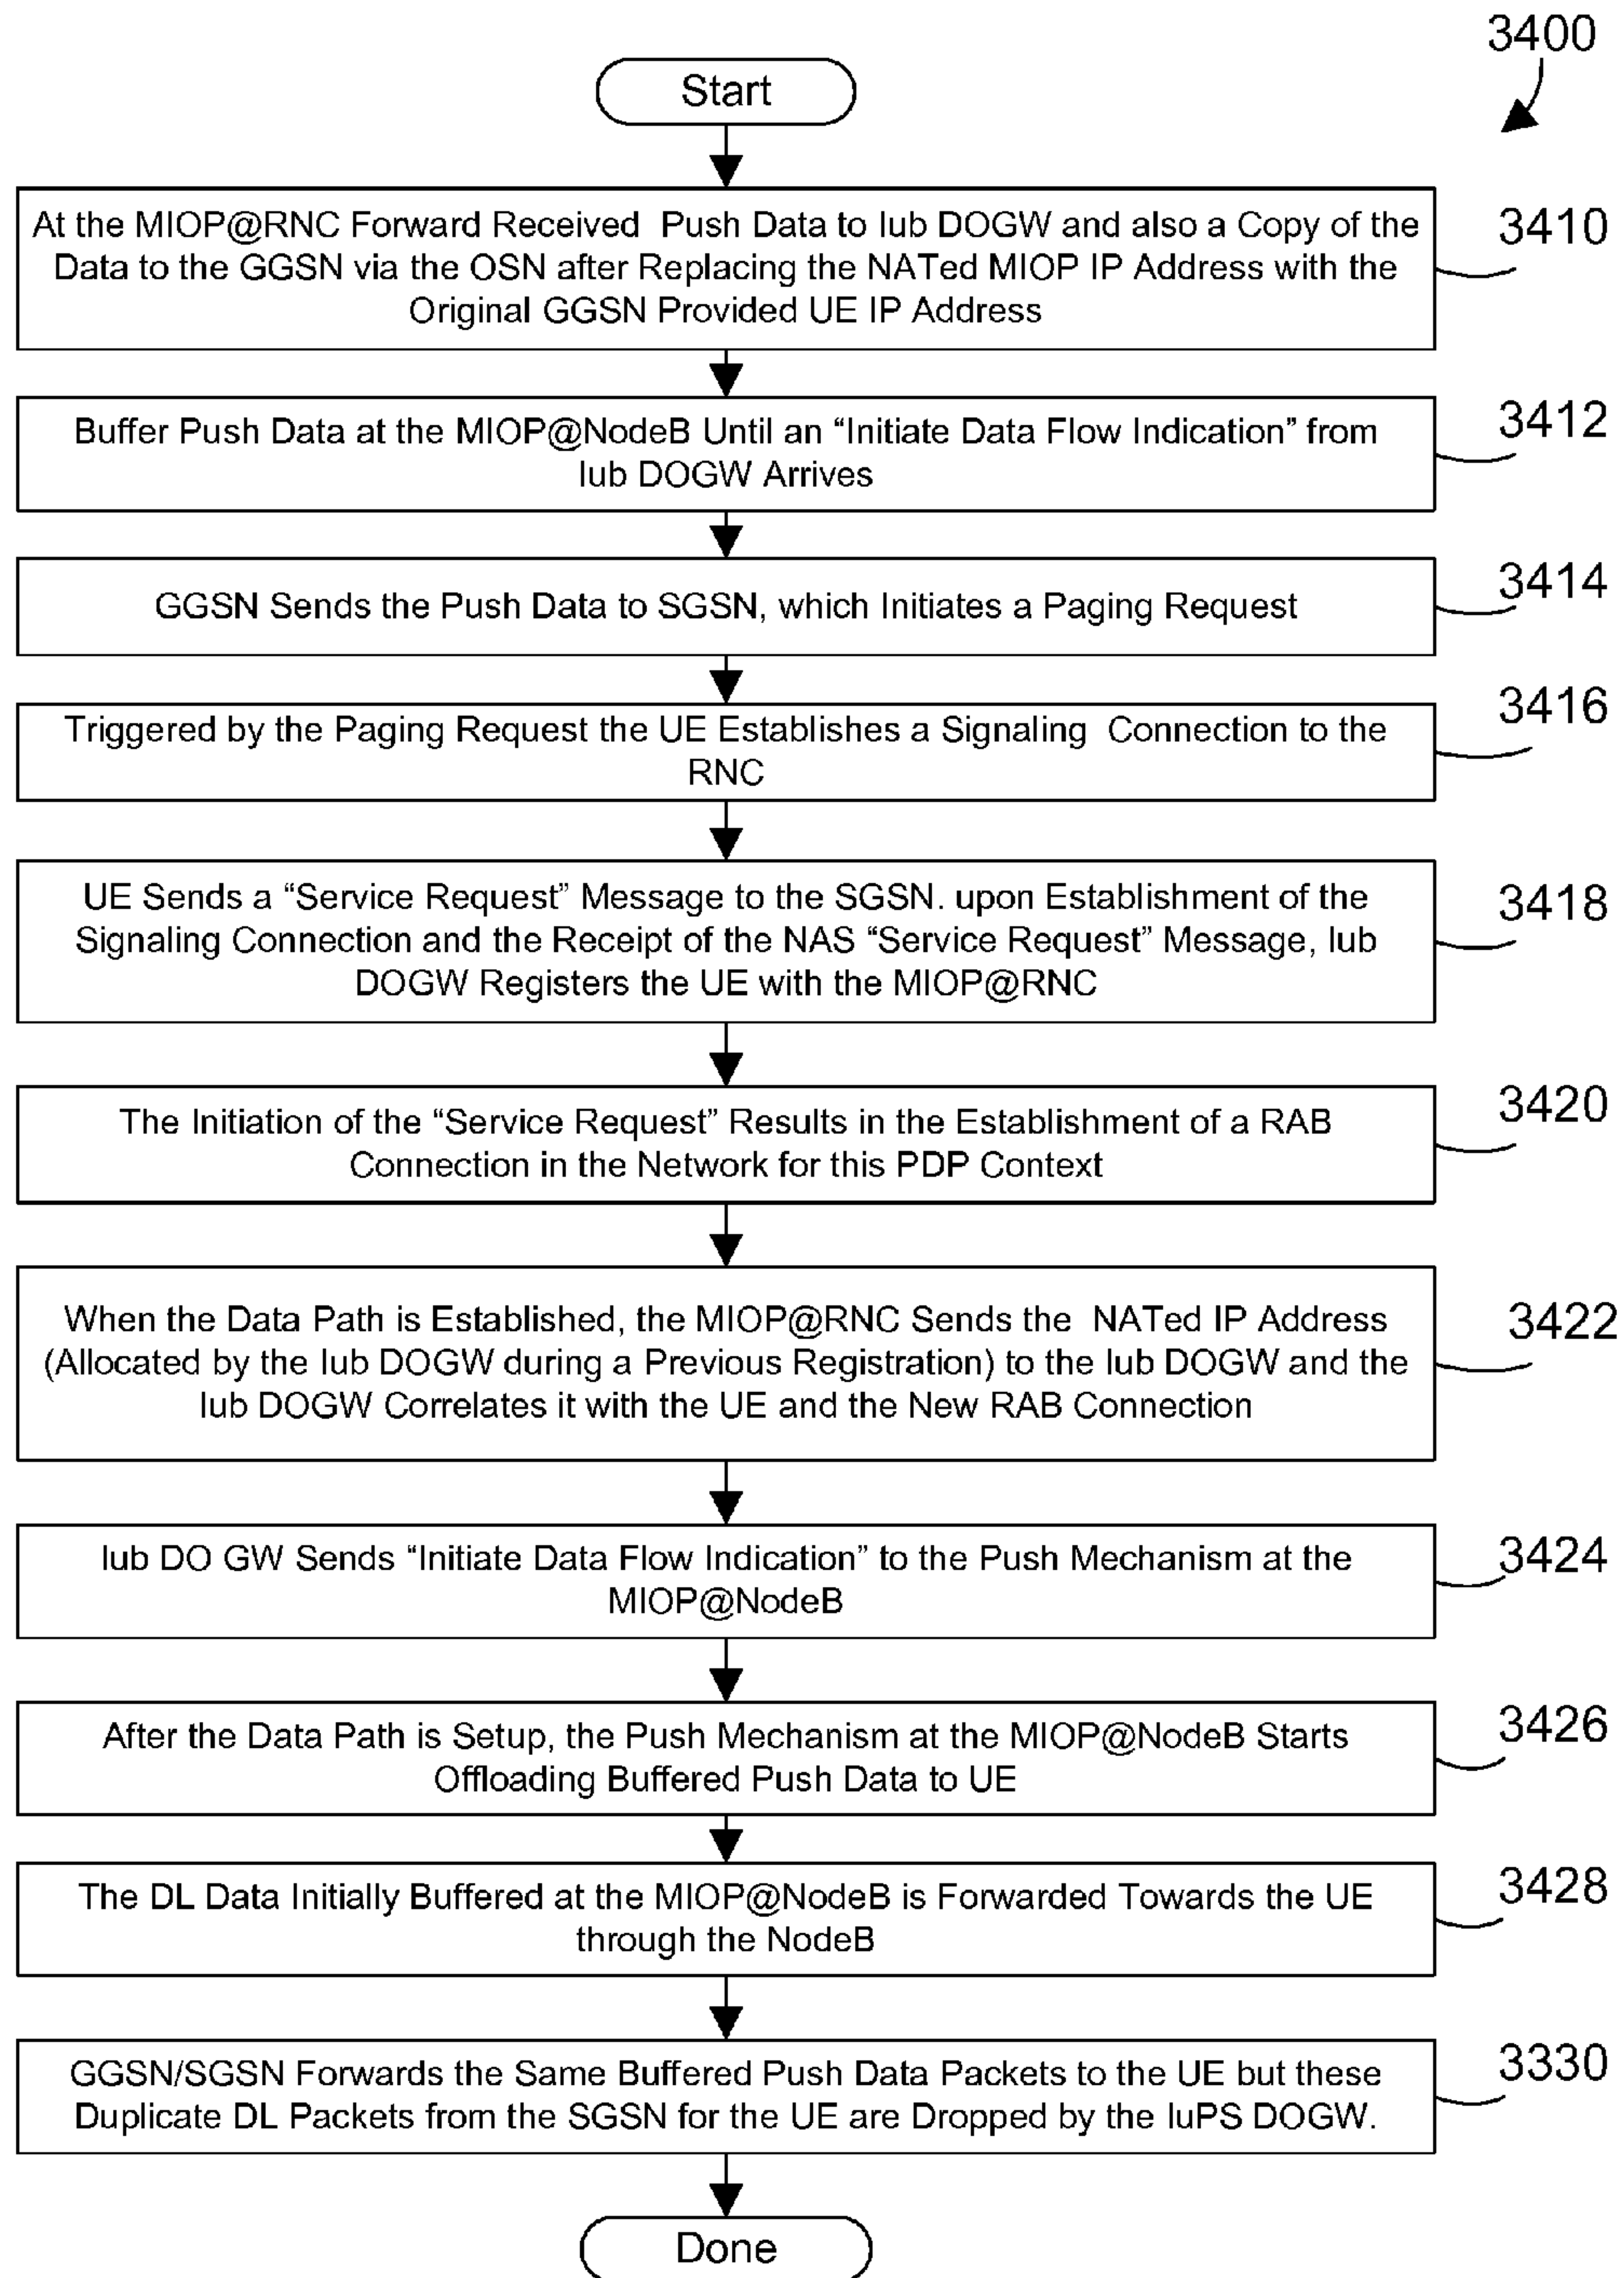 3400
Start
At the MIOP@RNC Forward Received Push Data to Iub DOGW and also a Copy of the
Data to the GGSN via the OSN after Replacing the NATed MIOP IP Address with the
Original GGSN Provided UE IP Address
3410
Buffer Push Data at the MIOP@NodeB Until an “Initiate Data Flow Indication” from
Iub DOGW Arrives
3412
GGSN Sends the Push Data to SGSN, which Initiates a Paging Request
3414
Triggered by the Paging Request the UE Establishes a Signaling Connection to the
RNC
3416
UE Sends a “Service Request” Message to the SGSN. upon Establishment of the
Signaling Connection and the Receipt of the NAS “Service Request” Message, Iub
DOGW Registers the UE with the MIOP@RNC
3418
The Initiation of the “Service Request” Results in the Establishment of a RAB
Connection in the Network for this PDP Context
3420
When the Data Path is Established, the MIOP@RNC Sends the NATed IP Address
(Allocated by the Iub DOGW during a Previous Registration) to the Iub DOGW and the
Iub DOGW Correlates it with the UE and the New RAB Connection
3422
Iub DO GW Sends “Initiate Data Flow Indication” to the Push Mechanism at the
MIOP@NodeB
3424
After the Data Path is Setup, the Push Mechanism at the MIOP@NodeB Starts
Offloading Buffered Push Data to UE
3426
The DL Data Initially Buffered at the MIOP@NodeB is Forwarded Towards the UE
through the NodeB
3428
GGSN/SGSN Forwards the Same Buffered Push Data Packets to the UE but these
Duplicate DL Packets from the SGSN for the UE are Dropped by the IuPS DOGW.
3330
Done